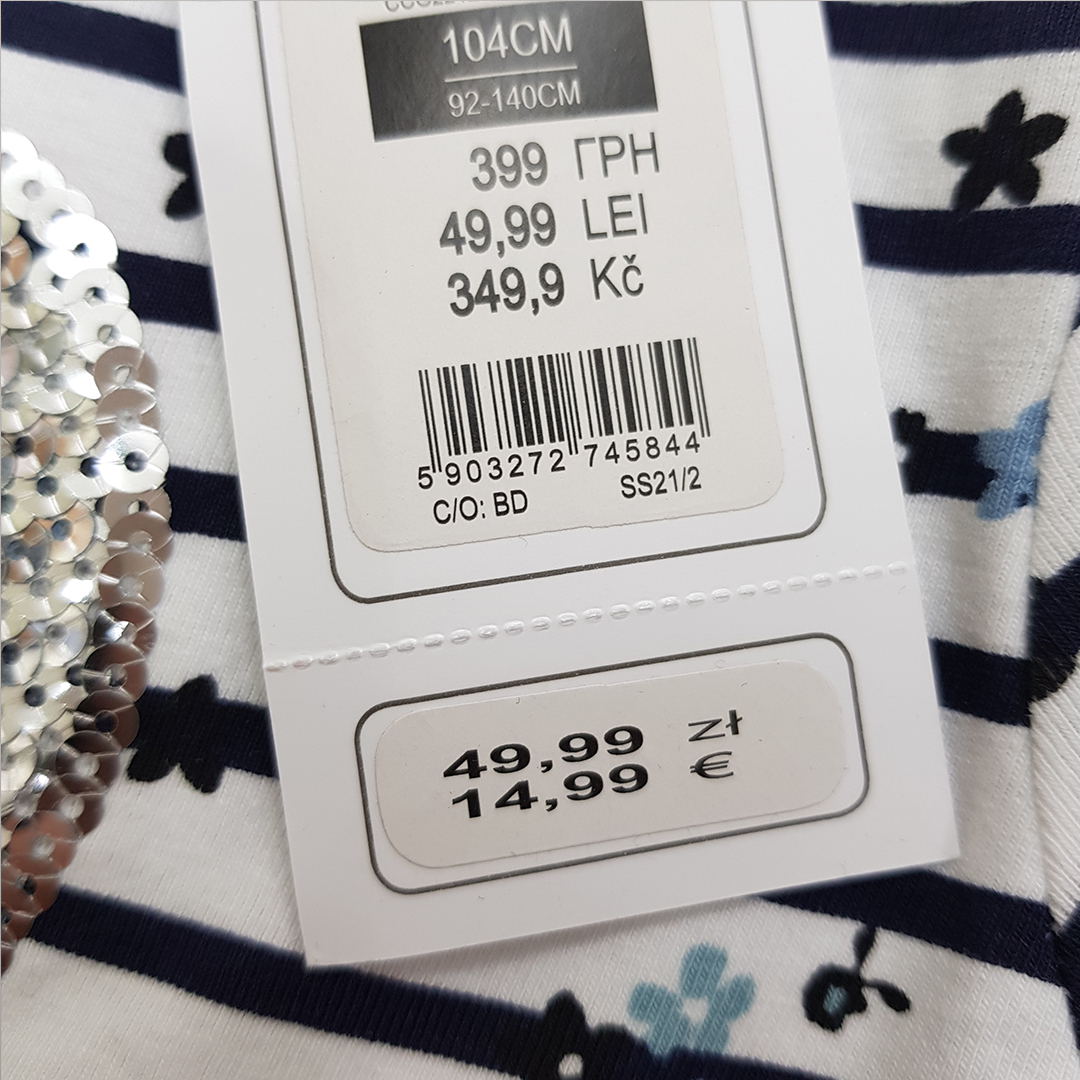 104CM
92-140CM
399 ГРН
49,99 LEI
349,9 Kč
5 903272 745844
C/O: BD
SS21/2
49,99 zł
14,99 €